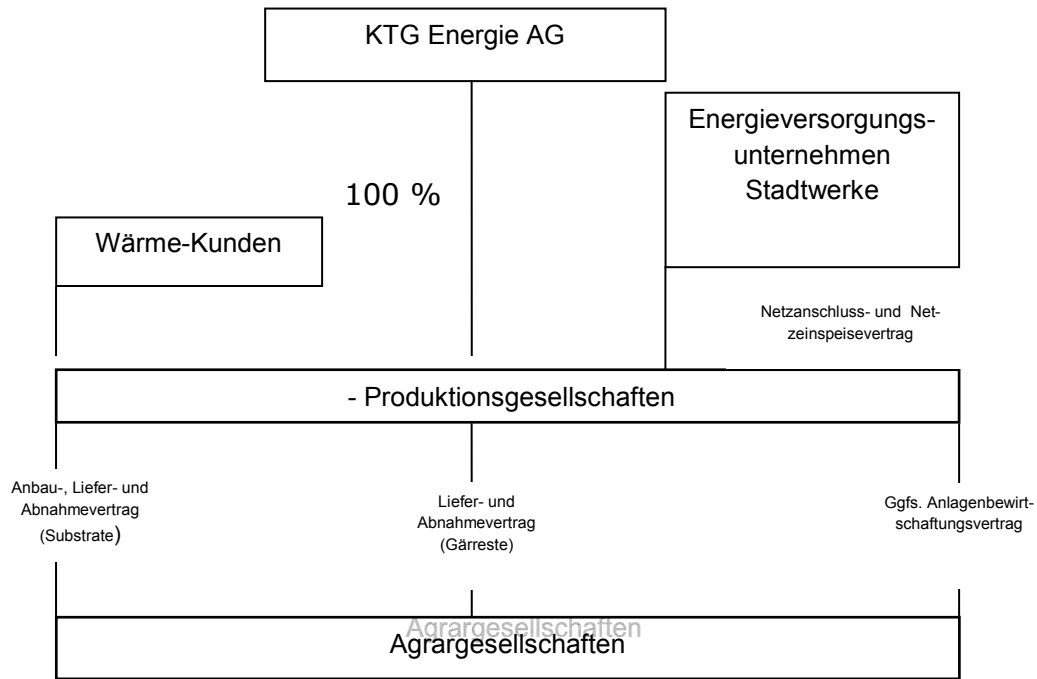 KTG Energie AG
Energieversorgungs-
unternehmen
Stadtwerke
100 %
Wärme-Kunden
Netzanschluss- und Net-
zeinspeisevertrag
- Produktionsgesellschaften
Anbau-, Liefer- und
Abnahmevertrag
(Substrate)
Liefer- und
Abnahmevertrag
(Gärreste)
Ggfs. Anlagenbewirt-
schaftungsvertrag
Agrargesellschaften
Agrargesellschaften